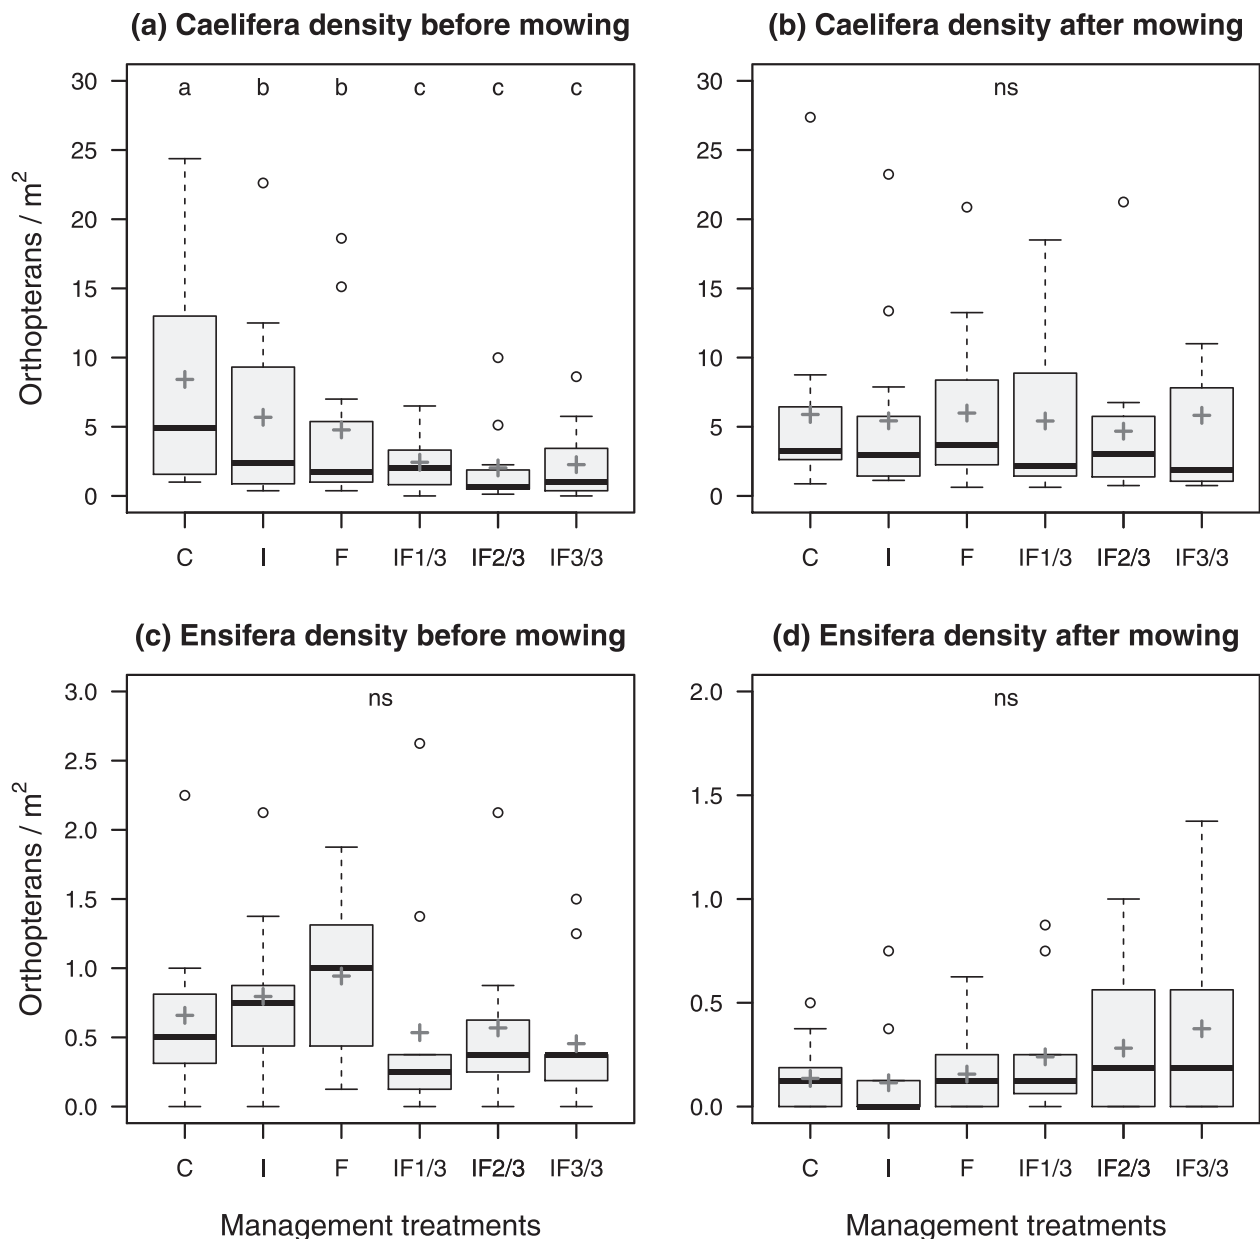 (a) Caelifera density before mowing
30
25
20
15
10
5
0
Orthopterans / m²
a b b c c c
C I F IF1/3 IF2/3 IF3/3
(b) Caelifera density after mowing
30
25
20
15
10
5
0
ns
C I F IF1/3 IF2/3 IF3/3
(c) Ensifera density before mowing
3.0
2.5
2.0
1.5
1.0
0.5
0.0
Orthopterans / m²
ns
C I F IF1/3 IF2/3 IF3/3
Management treatments
(d) Ensifera density after mowing
2.0
1.5
1.0
0.5
0.0
ns
C I F IF1/3 IF2/3 IF3/3
Management treatments